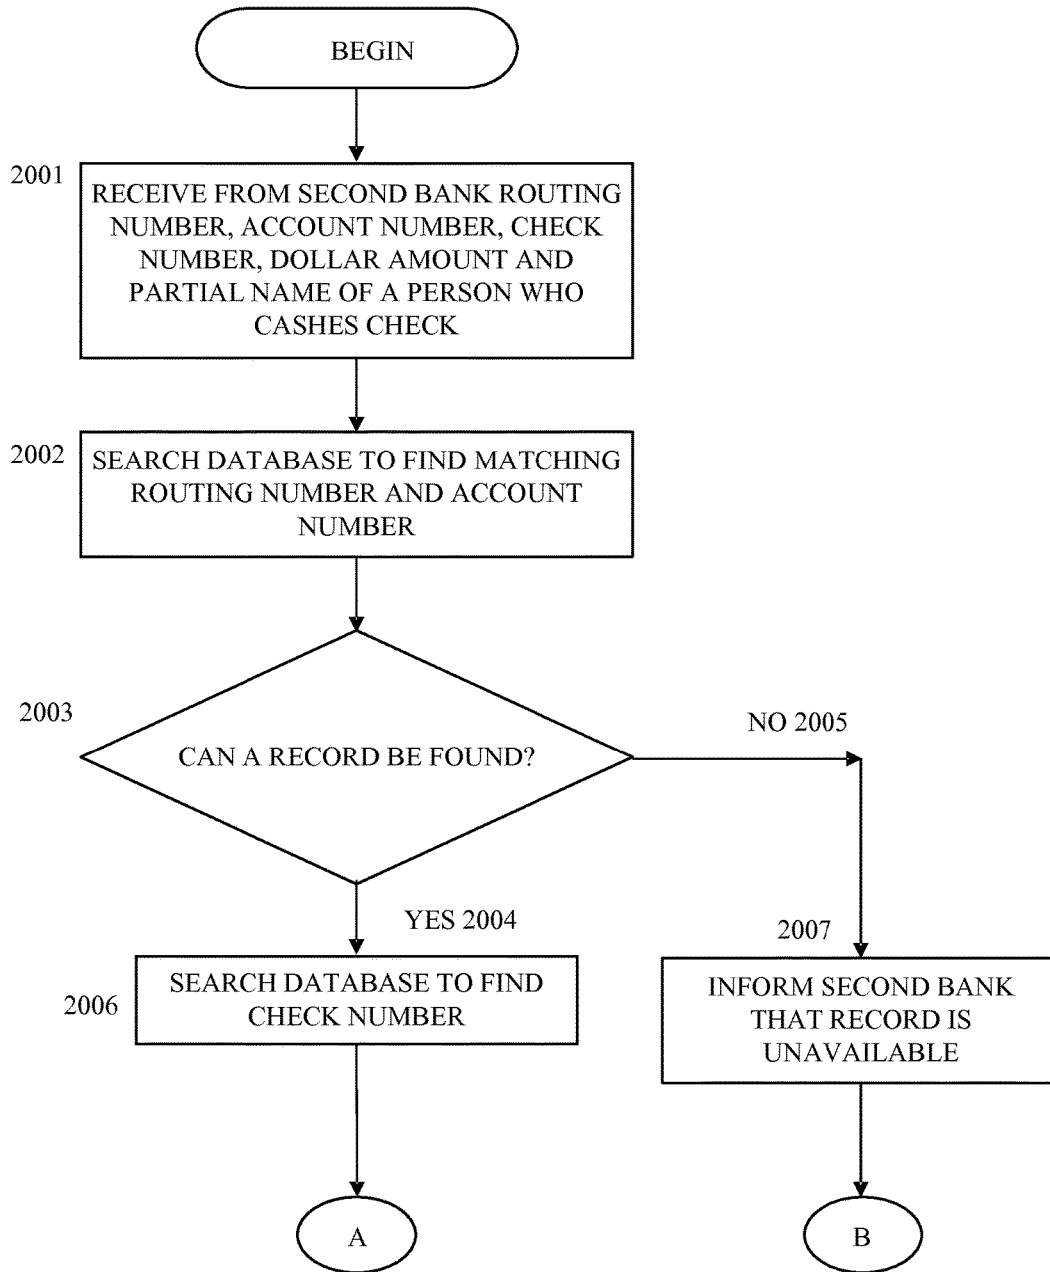 BEGIN
2001
RECEIVE FROM SECOND BANK ROUTING
NUMBER, ACCOUNT NUMBER, CHECK
NUMBER, DOLLAR AMOUNT AND
PARTIAL NAME OF A PERSON WHO
CASHES CHECK
2002
SEARCH DATABASE TO FIND MATCHING
ROUTING NUMBER AND ACCOUNT
NUMBER
2003
CAN A RECORD BE FOUND?
NO 2005
YES 2004
2006
SEARCH DATABASE TO FIND
CHECK NUMBER
2007
INFORM SECOND BANK
THAT RECORD IS
UNAVAILABLE
A
B